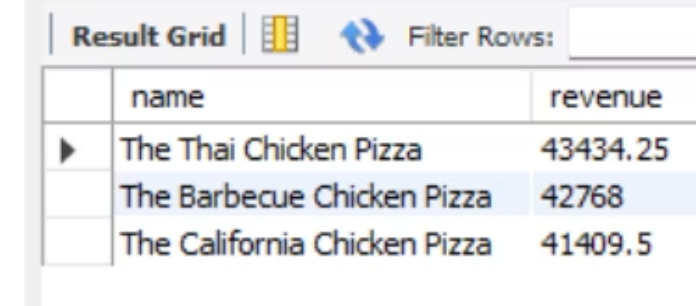 Result Grid Filter Rows:
name revenue
The Thai Chicken Pizza 43434.25
The Barbecue Chicken Pizza 42768
The California Chicken Pizza 41409.5